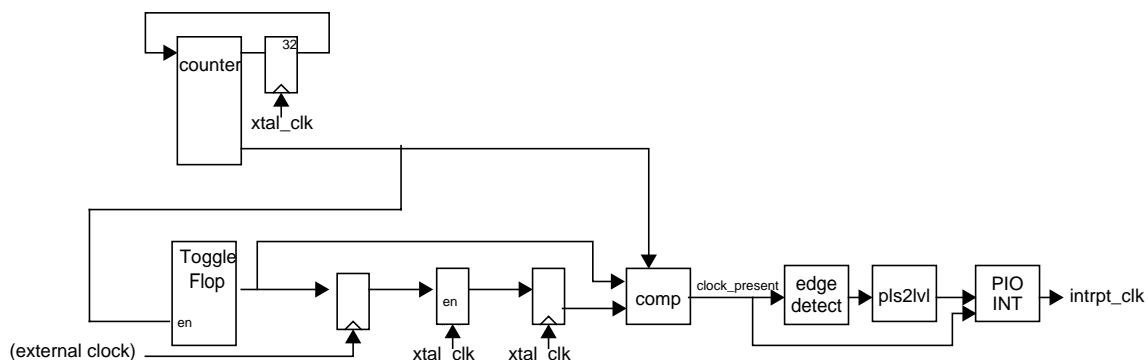 32
counter
xtal_clk
Toggle
Flop
en
(external clock)
en
xtal_clk
xtal_clk
comp
clock_present
edge
detect
pls2lvl
PIO
INT
intrpt_clk